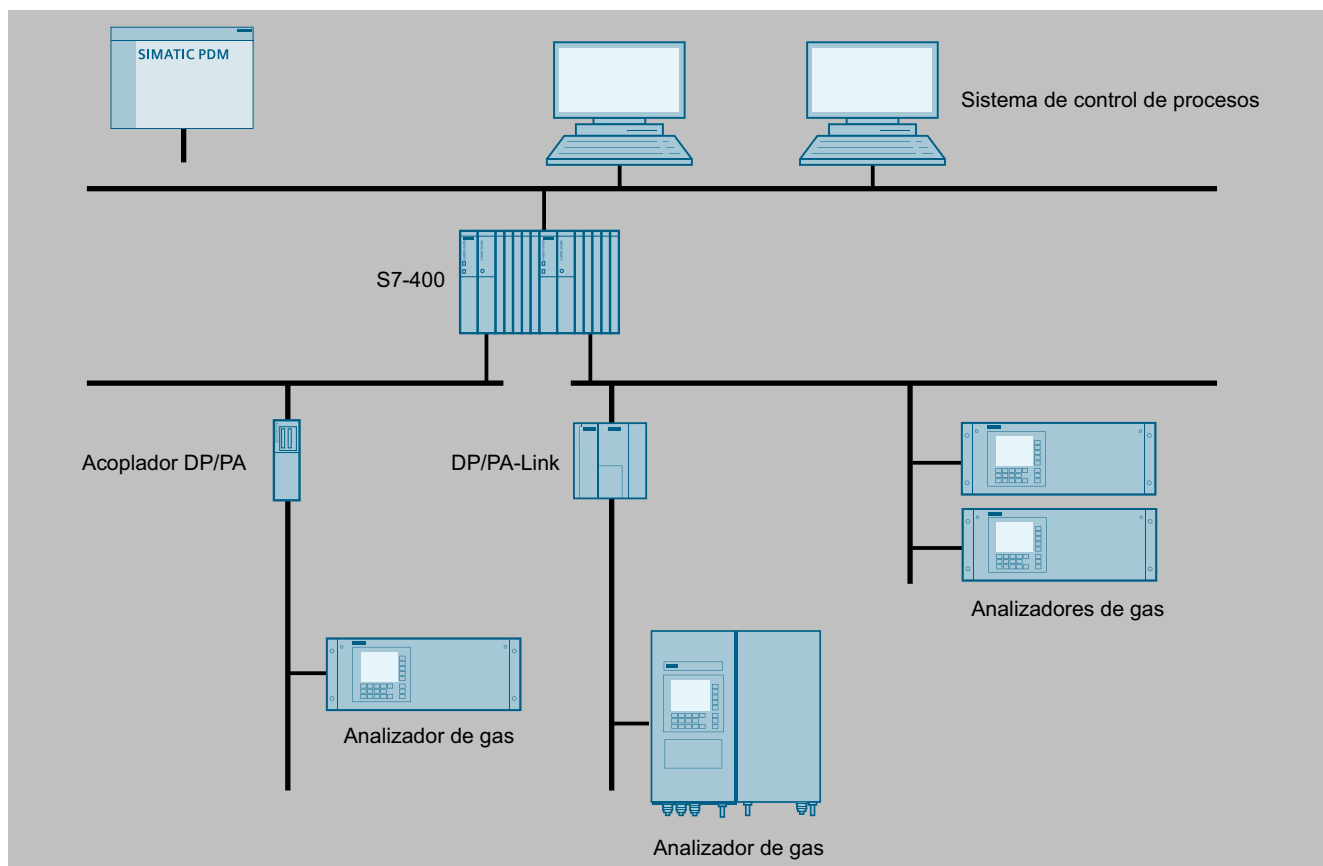 SIMATIC PDM
Sistema de control de procesos
S7-400
Acoplador DP/PA
DP/PA-Link
Analizadores de gas
Analizador de gas
Analizador de gas